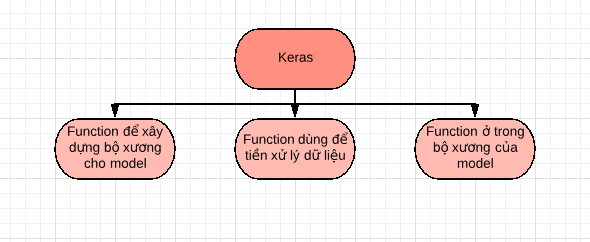 Keras
Function để xây
dựng bộ xương
cho model
Function dùng để
tiền xử lý dữ liệu
Function ở trong
bộ xương của
model